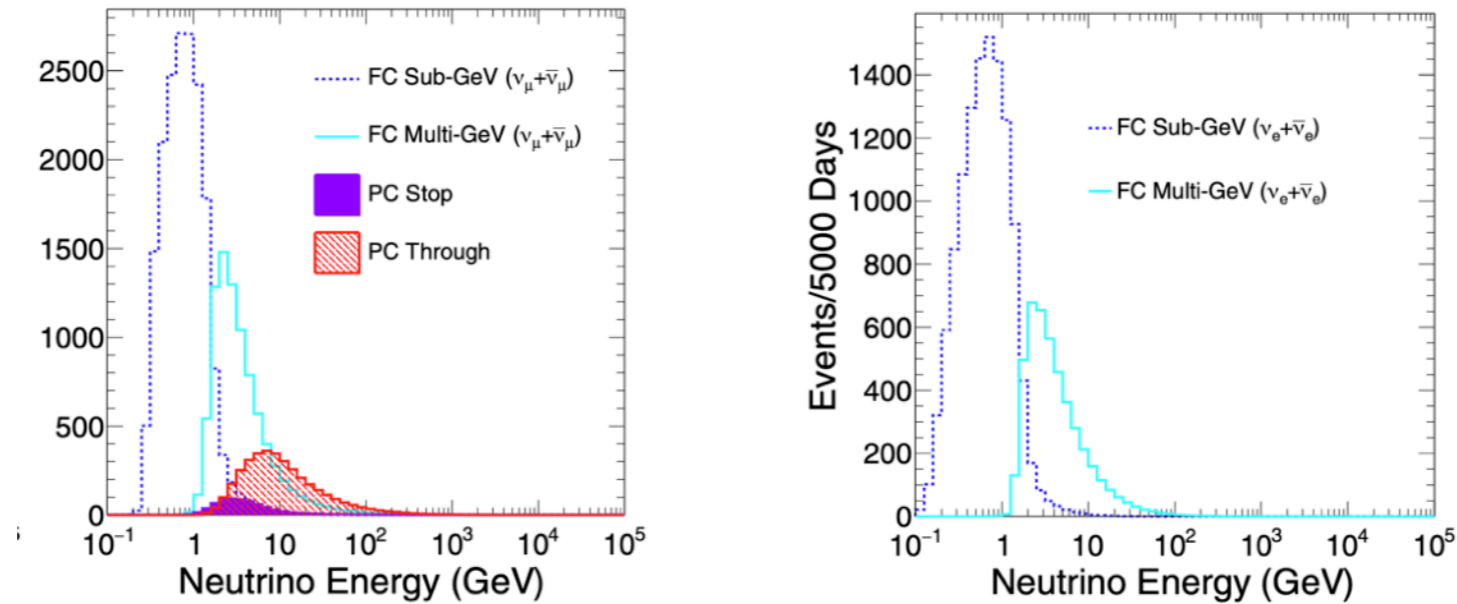 2500
2000
1500
1000
500
0
10⁻¹ 1 10 10² 10³ 10⁴ 10⁵
Neutrino Energy (GeV)
FC Sub-GeV (νμ+ν̄μ)
FC Multi-GeV (νμ+ν̄μ)
PC Stop
PC Through
Events/5000 Days
1400
1200
1000
800
600
400
200
0
10⁻¹ 1 10 10² 10³ 10⁴ 10⁵
Neutrino Energy (GeV)
FC Sub-GeV (νe+ν̄e)
FC Multi-GeV (νe+ν̄e)